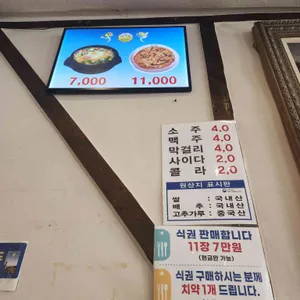 7,000
11,000
소 주 4.0
맥 주 4.0
막걸리 4.0
사이다 2.0
콜 라 2.0
원산지 표시판
쌀 : 국내산
배 추 : 국내산
고추가루 : 중국산
식권 판매합니다
11장 7만원
(현금만 가능)
식권 구매하시는 분께
치약1개 드립니다.